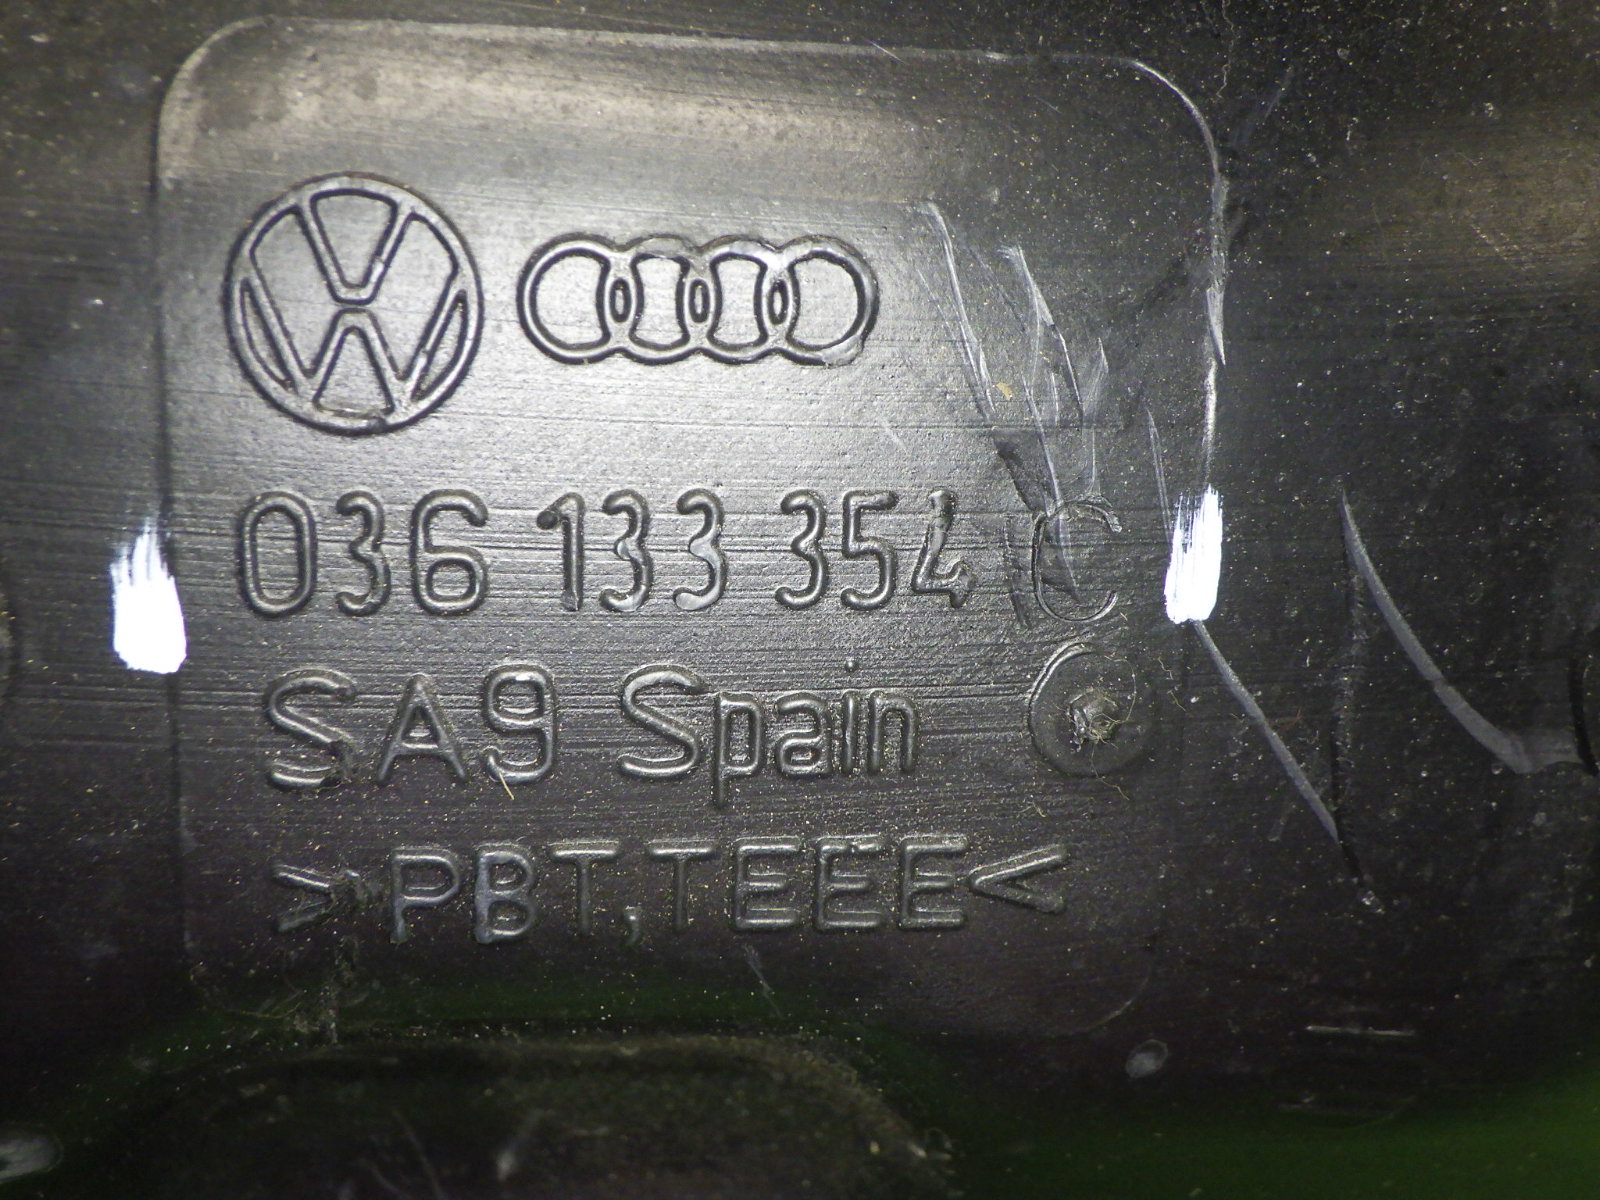 036 133 354 C
SA9 Spain
>PBT,TEEE<